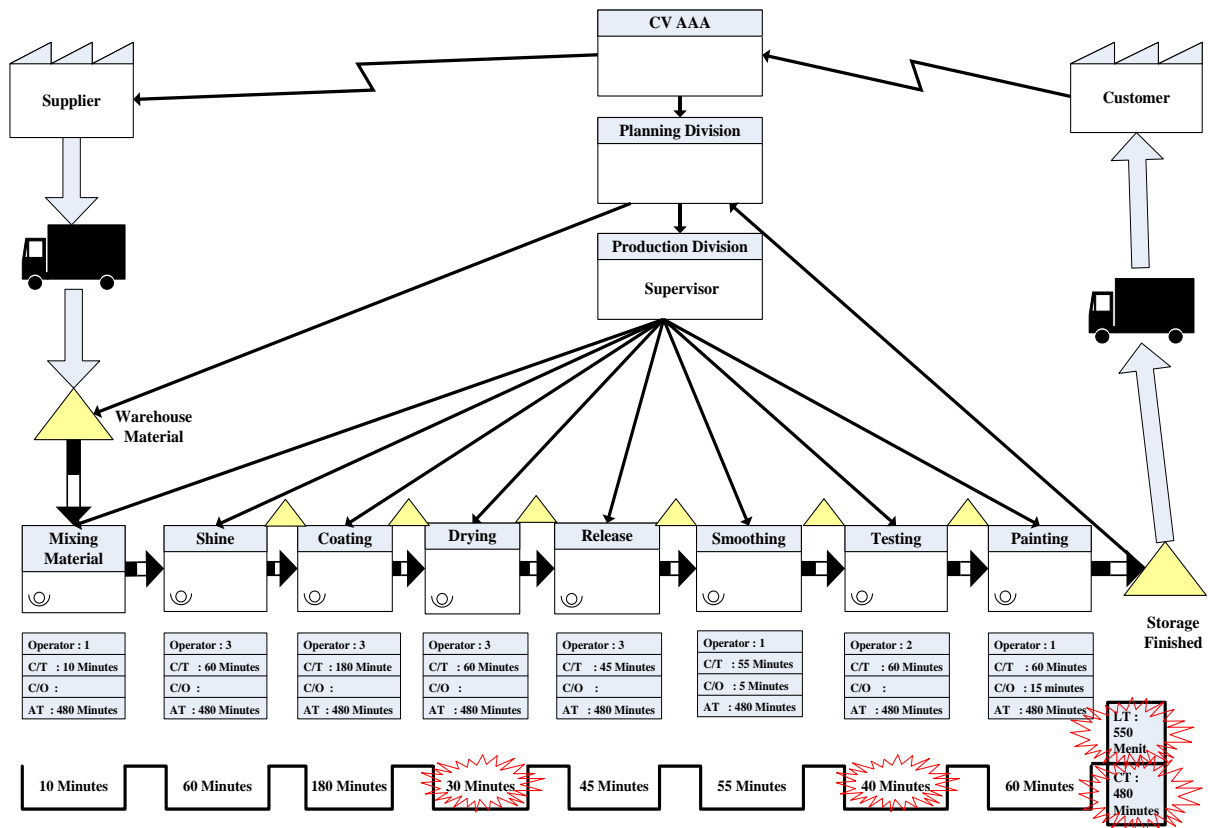 CV AAA
Supplier
Customer
Planning Division
Production Division
Supervisor
Warehouse
Material
Mixing
Material
Shine
Coating
Drying
Release
Smoothing
Testing
Painting
Storage
Finished
Operator : 1
C/T : 10 Minutes
C/O :
AT : 480 Minutes
Operator : 3
C/T : 60 Minutes
C/O :
AT : 480 Minutes
Operator : 3
C/T : 180 Minute
C/O :
AT : 480 Minutes
Operator : 3
C/T : 60 Minutes
C/O :
AT : 480 Minutes
Operator : 3
C/T : 45 Minutes
C/O :
AT : 480 Minutes
Operator : 1
C/T : 55 Minutes
C/O : 5 Minutes
AT : 480 Minutes
Operator : 2
C/T : 60 Minutes
C/O :
AT : 480 Minutes
Operator : 1
C/T : 60 Minutes
C/O : 15 minutes
AT : 480 Minutes
LT :
550
Menit
10 Minutes
60 Minutes
180 Minutes
30 Minutes
45 Minutes
55 Minutes
40 Minutes
60 Minutes
CT :
480
Minutes